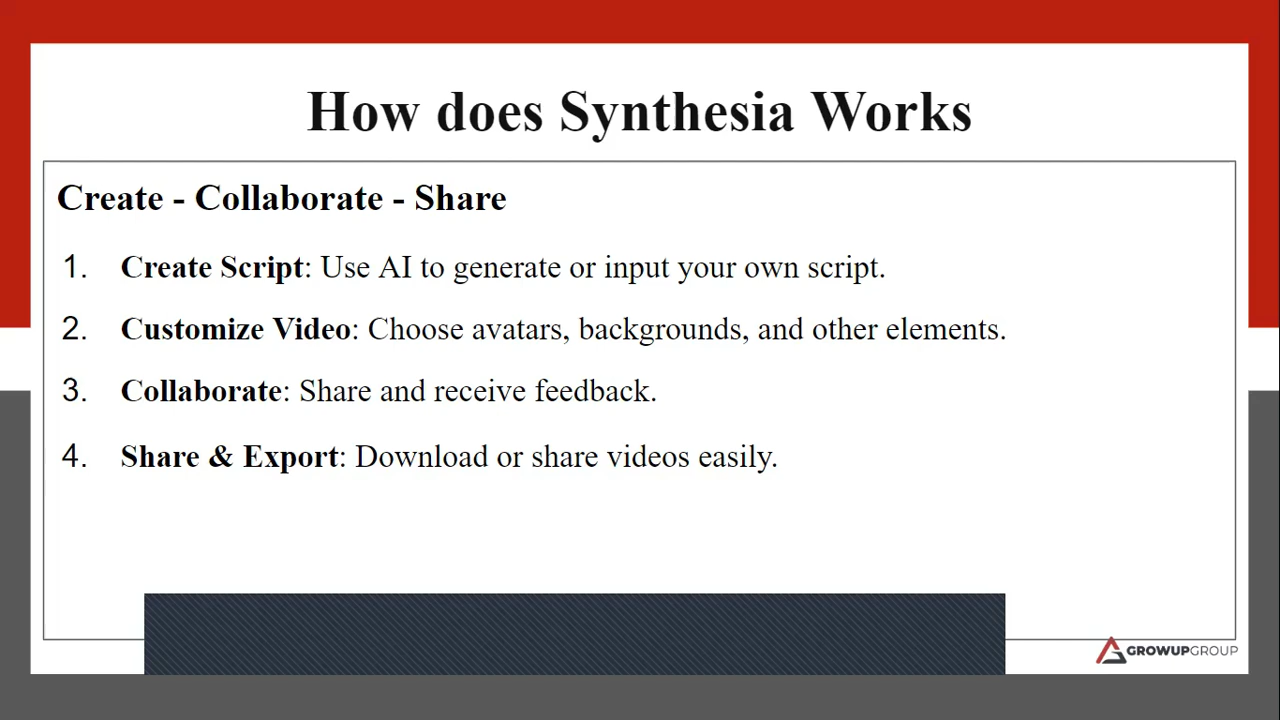 How does Synthesia Works
Create - Collaborate - Share
1. Create Script: Use AI to generate or input your own script.
2. Customize Video: Choose avatars, backgrounds, and other elements.
3. Collaborate: Share and receive feedback.
4. Share & Export: Download or share videos easily.
GROWUPGROUP